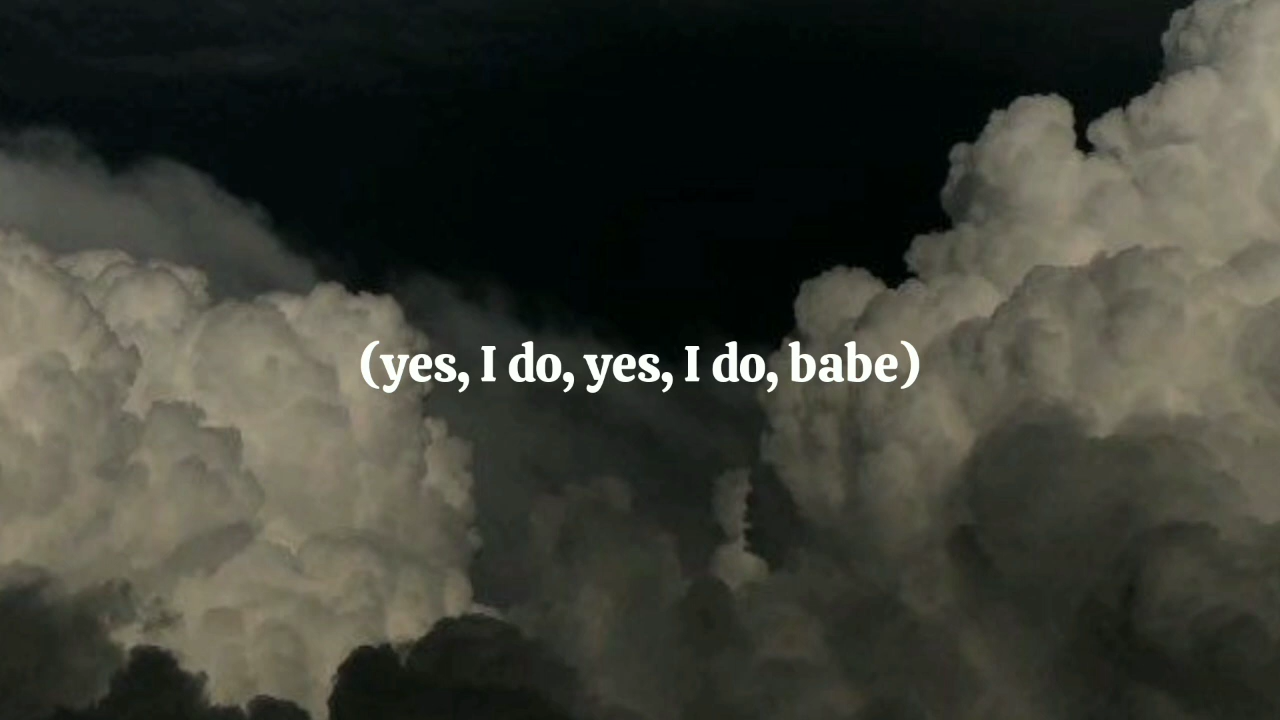 (yes, I do, yes, I do, babe)